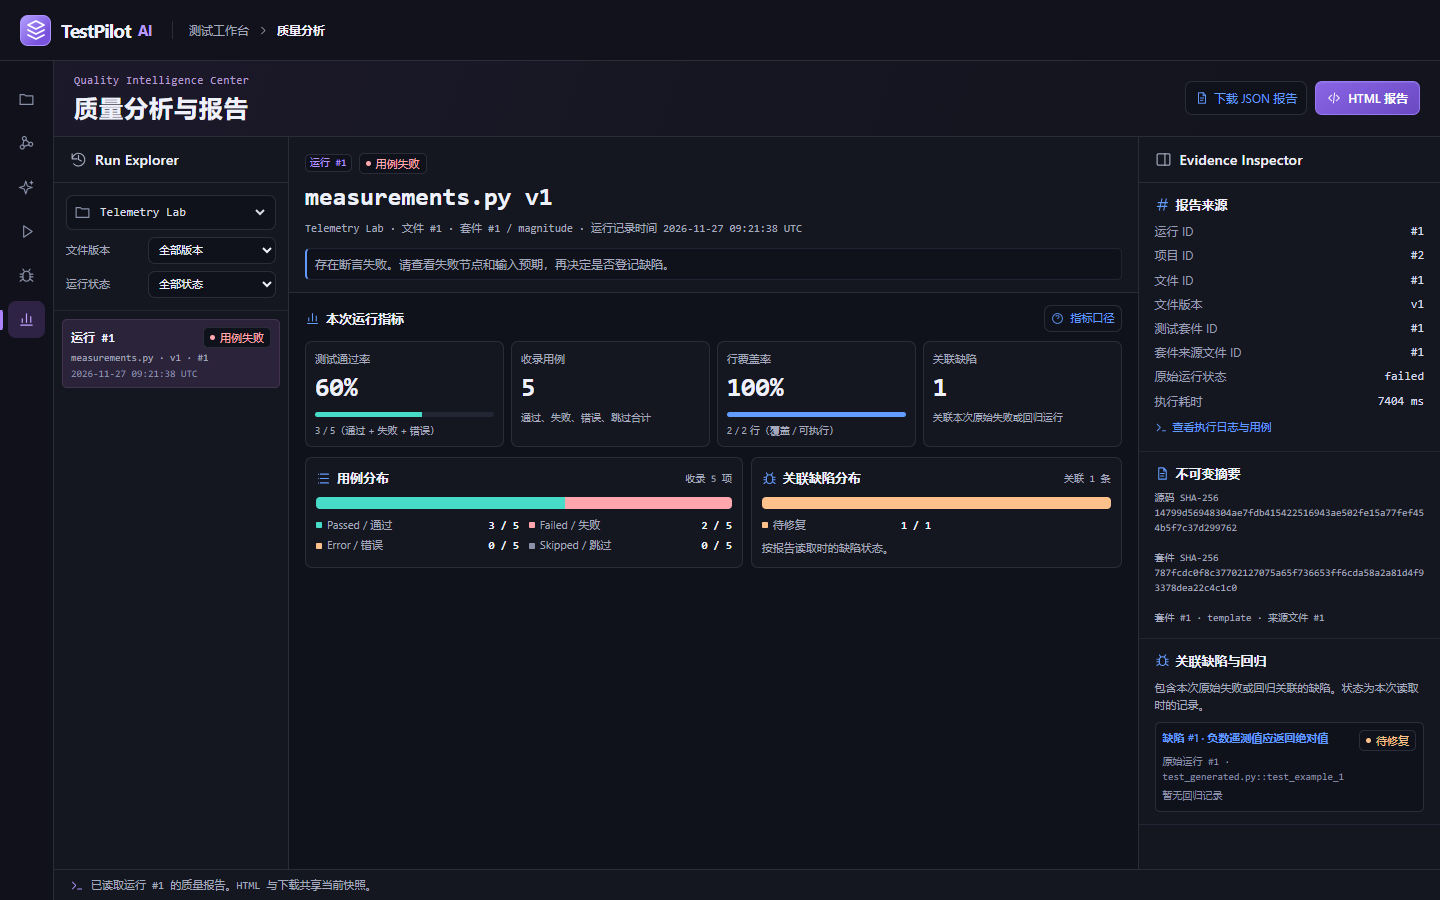 TestPilot AI
测试工作台 > 质量分析
Quality Intelligence Center
质量分析与报告
下载 JSON 报告
HTML 报告
Run Explorer
Telemetry Lab
文件版本 全部版本
运行状态 全部状态
运行 #1 用例失败
measurements.py · v1 · #1
2026-11-27 09:21:38 UTC
运行 #1 用例失败
measurements.py v1
Telemetry Lab · 文件 #1 · 套件 #1 / magnitude · 运行记录时间 2026-11-27 09:21:38 UTC
存在断言失败。请查看失败节点和输入预期，再决定是否登记缺陷。
本次运行指标
指标口径
测试通过率
60%
3 / 5（通过 + 失败 + 错误）
收录用例
5
通过、失败、错误、跳过合计
行覆盖率
100%
2 / 2 行（覆盖 / 可执行）
关联缺陷
1
关联本次原始失败或回归运行
用例分布 收录 5 项
Passed / 通过 3 / 5
Failed / 失败 2 / 5
Error / 错误 0 / 5
Skipped / 跳过 0 / 5
关联缺陷分布 关联 1 条
待修复 1 / 1
按报告读取时的缺陷状态。
Evidence Inspector
报告来源
运行 ID #1
项目 ID #2
文件 ID #1
文件版本 v1
测试套件 ID #1
套件来源文件 ID #1
原始运行状态 failed
执行耗时 7404 ms
查看执行日志与用例
不可变摘要
源码 SHA-256
14799d56948304ae7fdb415422516943ae502fe15a77fef45
4b5f7c37d299762
套件 SHA-256
787fcdc0f8c37702127075a65f736653ff6cda58a2a81d4f9
3378dea22c4c1c0
套件 #1 · template · 来源文件 #1
关联缺陷与回归
包含本次原始失败或回归关联的缺陷。状态为本次读取
时的记录。
缺陷 #1 · 负数遥测值应返回绝对值
待修复
原始运行 #1 ·
test_generated.py::test_example_1
暂无回归记录
已读取运行 #1 的质量报告。HTML 与下载共享当前快照。